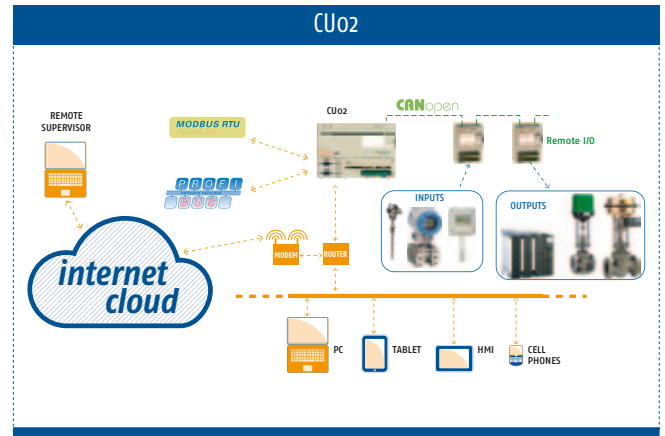 CU02
REMOTE
SUPERVISOR
MODBUS RTU
PROFI
BUS
CU02
CANopen
Remote I/O
INPUTS
OUTPUTS
MODEM
ROUTER
internet
cloud
PC
TABLET
HMI
CELL
PHONES